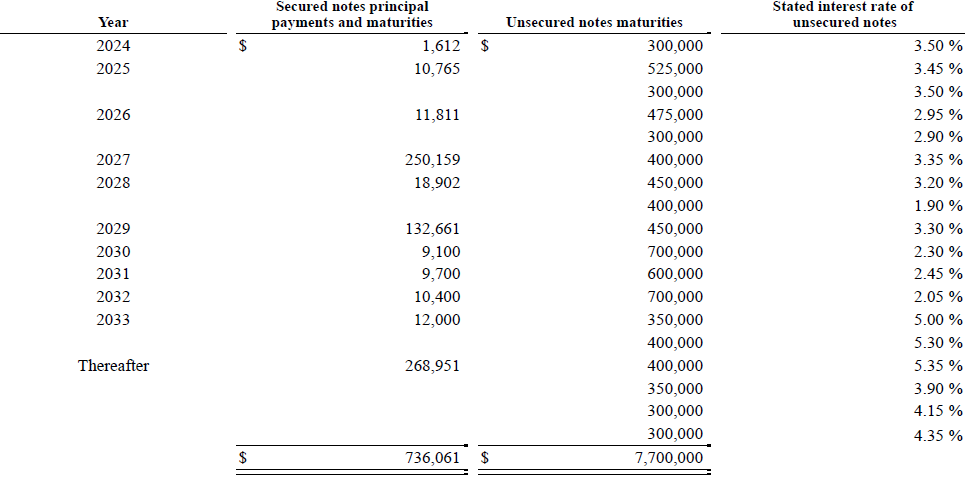 Year Secured notes principal payments and maturities Unsecured notes maturities Stated interest rate of unsecured notes
2024 $ 1,612 $ 300,000 3.50 %
2025 10,765 525,000 3.45 %
300,000 3.50 %
2026 11,811 475,000 2.95 %
300,000 2.90 %
2027 250,159 400,000 3.35 %
2028 18,902 450,000 3.20 %
400,000 1.90 %
2029 132,661 450,000 3.30 %
2030 9,100 700,000 2.30 %
2031 9,700 600,000 2.45 %
2032 10,400 700,000 2.05 %
2033 12,000 350,000 5.00 %
400,000 5.30 %
Thereafter 268,951 400,000 5.35 %
350,000 3.90 %
300,000 4.15 %
300,000 4.35 %
$ 736,061 $ 7,700,000